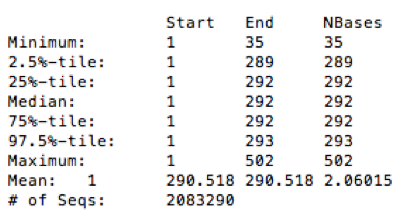 Start End NBases
Minimum: 1 35 35
2.5%-tile: 1 289 289
25%-tile: 1 292 292
Median: 1 292 292
75%-tile: 1 292 292
97.5%-tile: 1 293 293
Maximum: 1 502 502
Mean: 1 290.518 290.518 2.06015
# of Seqs: 2083290